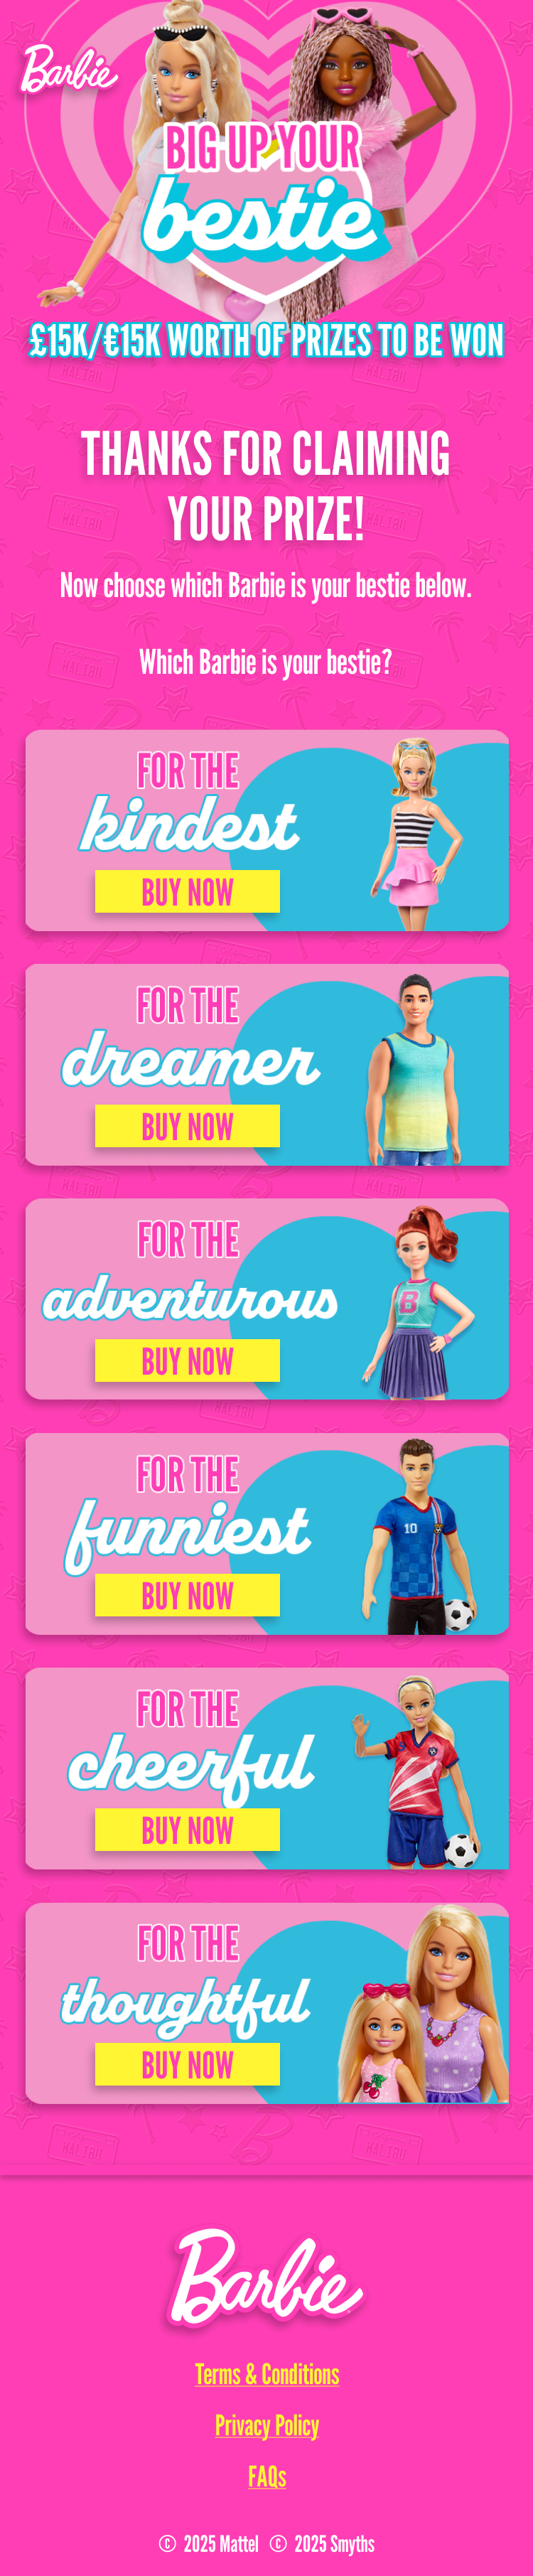 Barbie
BIG UP YOUR
bestie
£15K/€15K WORTH OF PRIZES TO BE WON
THANKS FOR CLAIMING
YOUR PRIZE!
Now choose which Barbie is your bestie below.
Which Barbie is your bestie?
FOR THE
kindest
BUY NOW
FOR THE
dreamer
BUY NOW
FOR THE
adventurous
BUY NOW
B
FOR THE
funniest
BUY NOW
10
FOR THE
cheerful
BUY NOW
FOR THE
thoughtful
BUY NOW
MALIBU
MALIBU
Barbie
Terms & Conditions
Privacy Policy
FAQs
© 2025 Mattel © 2025 Smyths